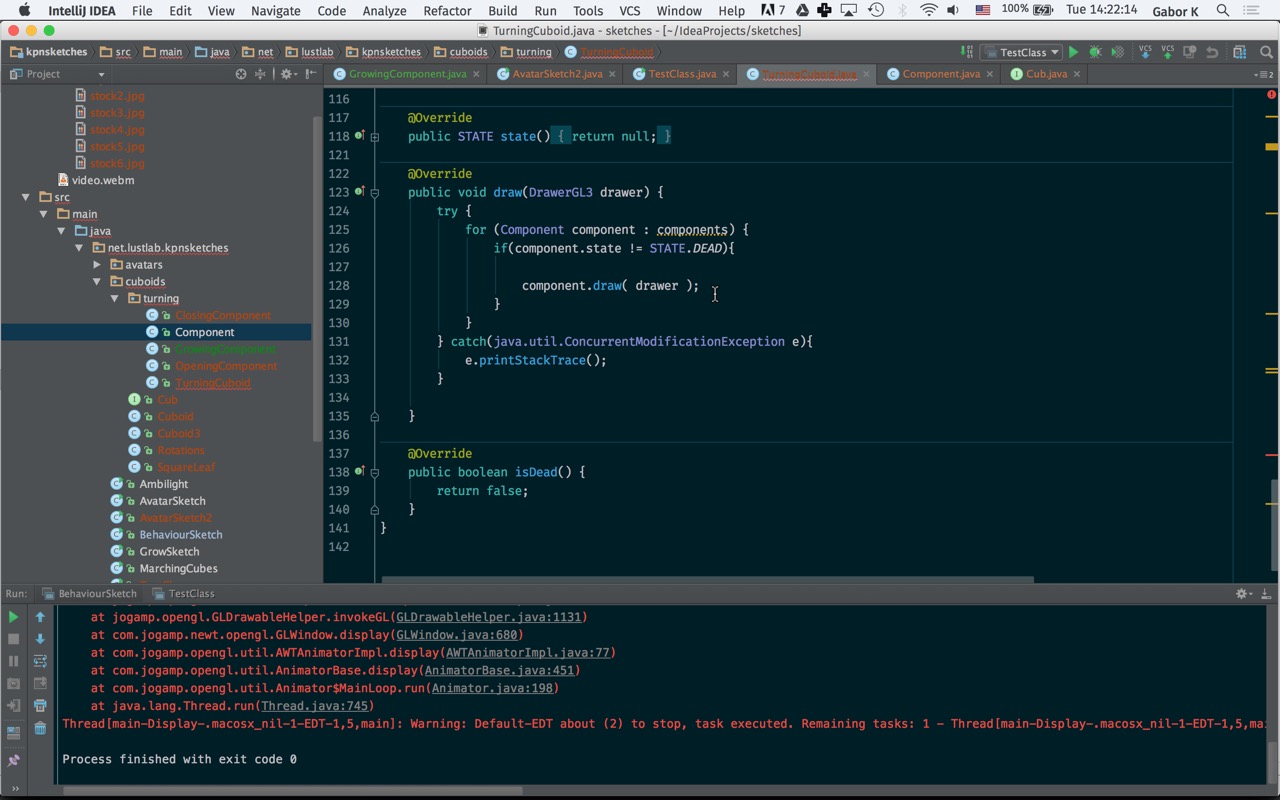 IntelliJ IDEA File Edit View Navigate Code Analyze Refactor Build Run Tools VCS Window Help 7 100% Tue 14:22:14 Gabor K
TurningCuboid.java - sketches - [~/IdeaProjects/sketches]
kpnsketches src main java net lustlab kpnsketches cuboids turning TurningCuboid TestClass VCS VCS
Project GrowingComponent.java AvatarSketch2.java TestClass.java TurningCuboid.java Component.java Cub.java
stock2.jpg
stock3.jpg
stock4.jpg
stock5.jpg
stock6.jpg
video.webm
src
main
java
net.lustlab.kpnsketches
avatars
cuboids
turning
ClosingComponent
Component
GrowingComponent
OpeningComponent
TurningCuboid
Cub
Cuboid
Cuboid3
Rotations
SquareLeaf
Ambilight
AvatarSketch
AvatarSketch2
BehaviourSketch
GrowSketch
MarchingCubes
116
117 @Override
118 public STATE state() { return null; }
121
122 @Override
123 public void draw(DrawerGL3 drawer) {
124 try {
125 for (Component component : components) {
126 if(component.state != STATE.DEAD){
127
128 component.draw( drawer );
129 }
130 }
131 } catch(java.util.ConcurrentModificationException e){
132 e.printStackTrace();
133 }
134
135 }
136
137 @Override
138 public boolean isDead() {
139 return false;
140 }
141 }
142
Run: BehaviourSketch TestClass
at jogamp.opengl.GLDrawableHelper.invokeGL(GLDrawableHelper.java:1131)
at com.jogamp.newt.opengl.GLWindow.display(GLWindow.java:680)
at com.jogamp.opengl.util.AWTAnimatorImpl.display(AWTAnimatorImpl.java:77)
at com.jogamp.opengl.util.AnimatorBase.display(AnimatorBase.java:451)
at com.jogamp.opengl.util.Animator$MainLoop.run(Animator.java:198)
at java.lang.Thread.run(Thread.java:745)
Thread[main-Display-.macosx_nil-1-EDT-1,5,main]: Warning: Default-EDT about (2) to stop, task executed. Remaining tasks: 1 - Thread[main-Display-.macosx_nil-1-EDT-1,5,ma
Process finished with exit code 0